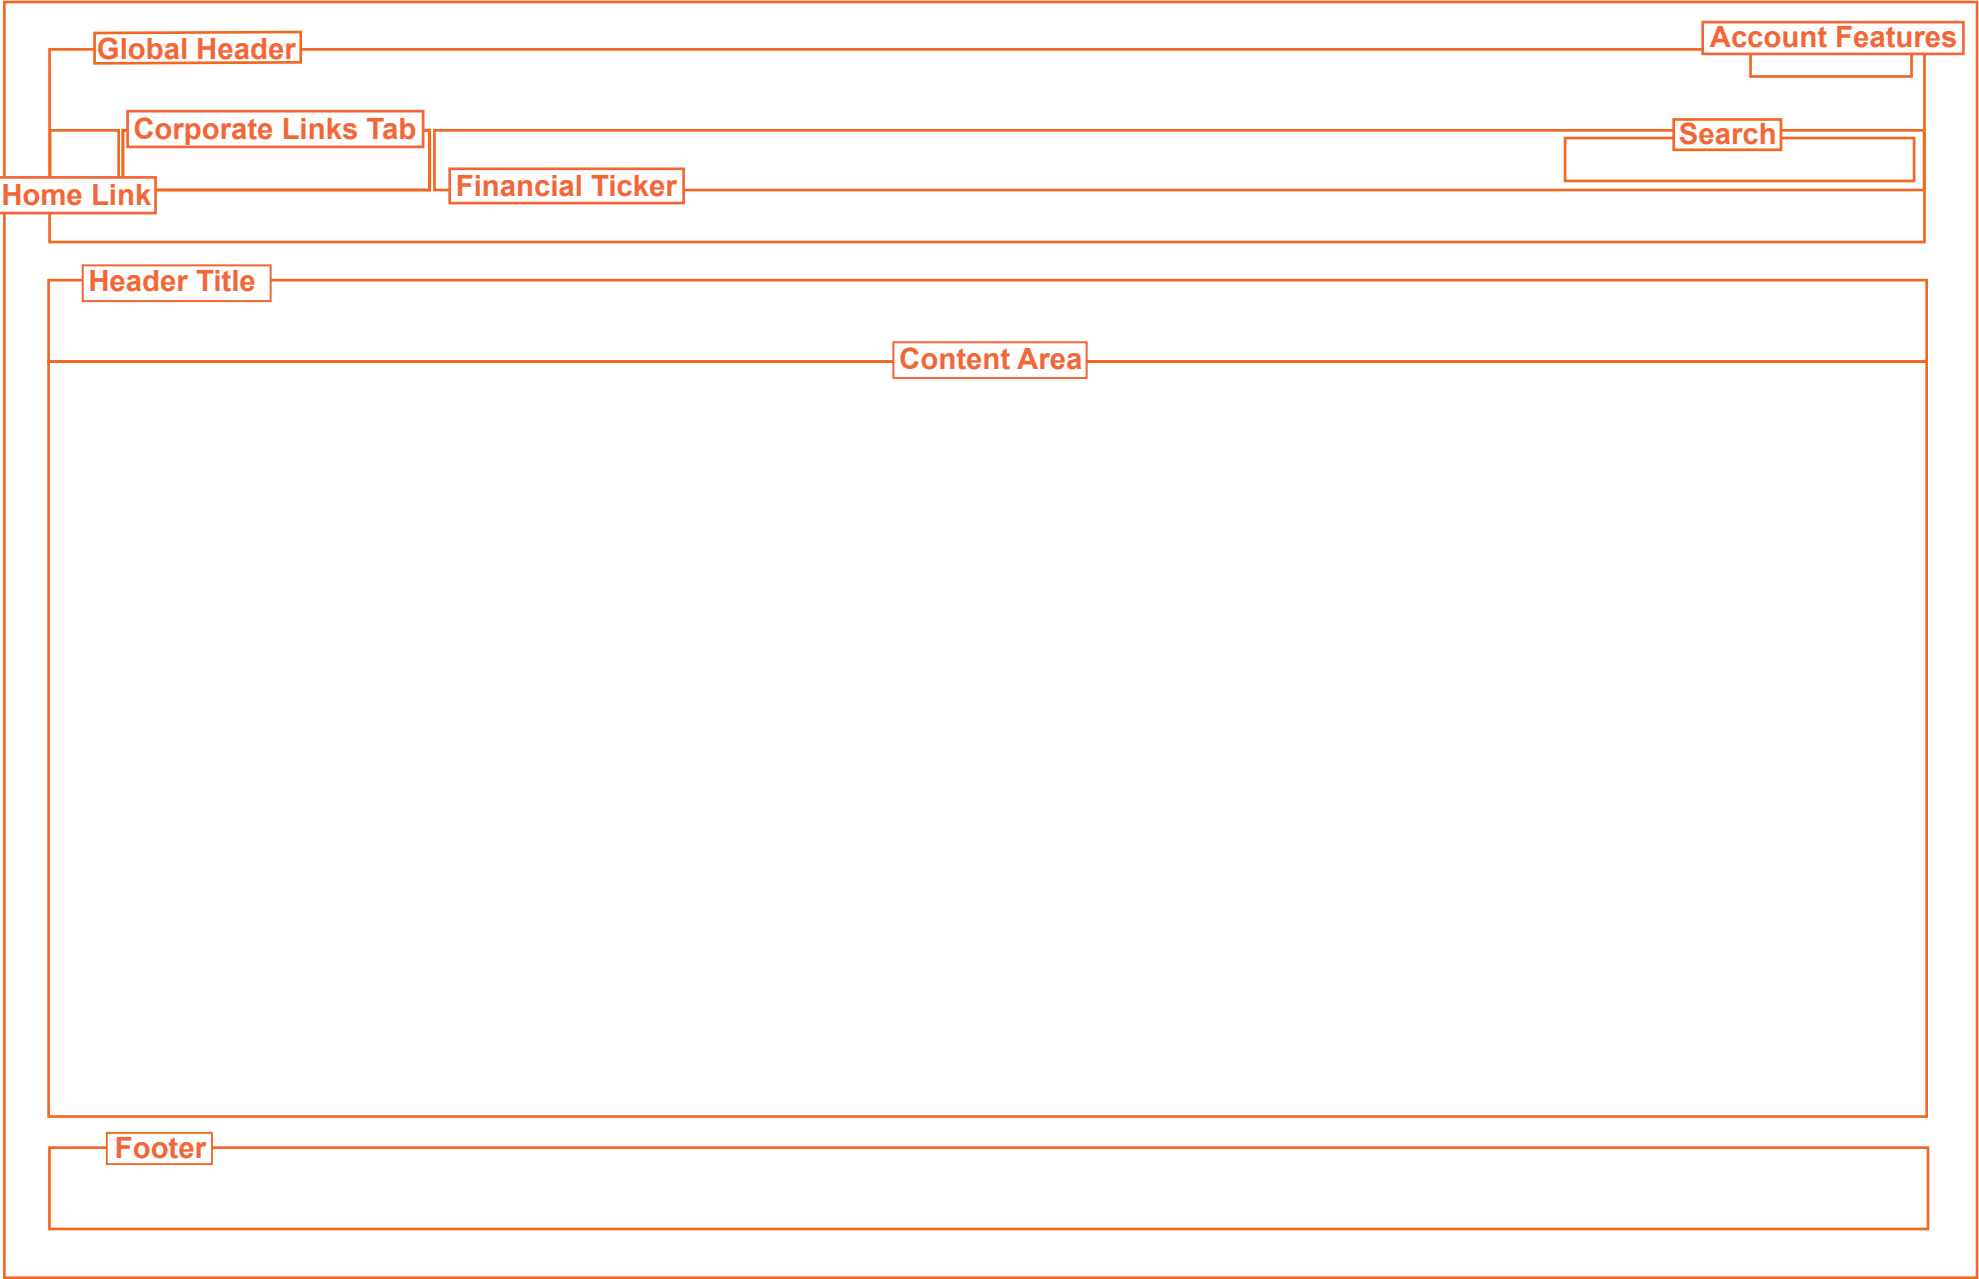 Global Header
Account Features
Corporate Links Tab
Search
Home Link
Financial Ticker
Header Title
Content Area
Footer